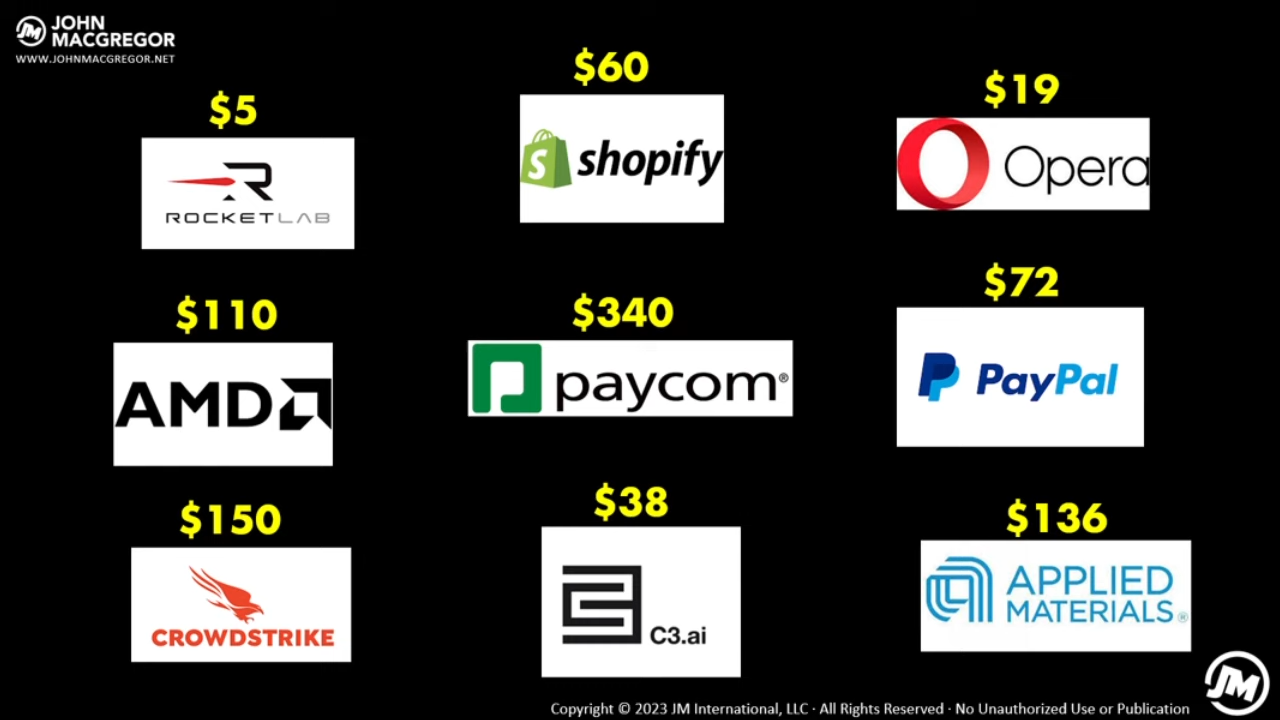 JM JOHN
MACGREGOR
WWW.JOHNMACGREGOR.NET
$5
ROCKETLAB
$60
shopify
$19
Opera
$110
AMD
$340
paycom®
$72
PayPal
$150
CROWDSTRIKE
$38
C3.ai
$136
APPLIED
MATERIALS®
JM
Copyright © 2023 JM International, LLC · All Rights Reserved · No Unauthorized Use or Publication